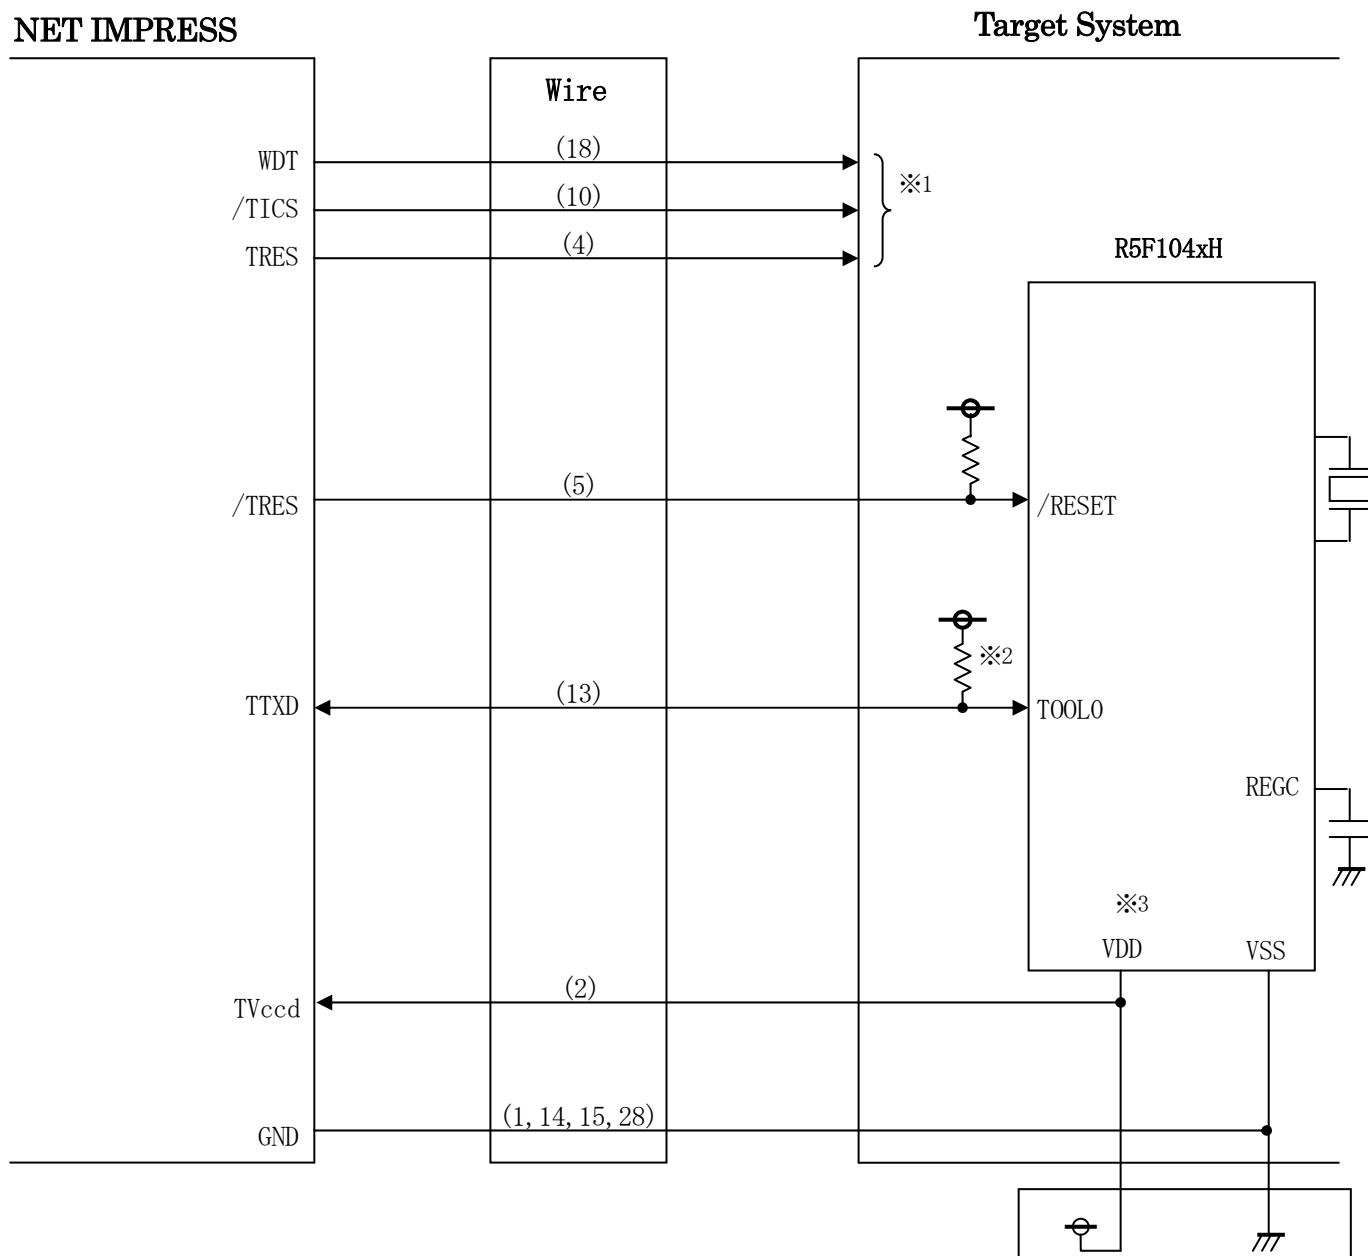 NET IMPRESS
Target System
Wire
WDT
(18)
※1
/TICS
(10)
TRES
(4)
R5F104xH
/TRES
(5)
/RESET
※2
TTXD
(13)
TOOL0
REGC
※3
VDD
VSS
TVccd
(2)
GND
(1, 14, 15, 28)